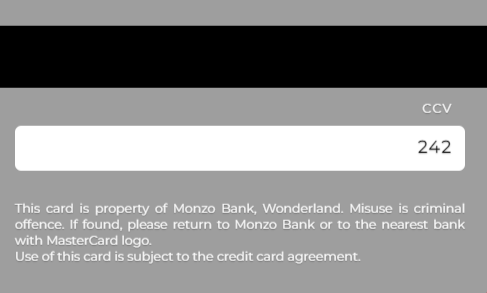 CCV
242
This card is property of Monzo Bank, Wonderland. Misuse is criminal
offence. If found, please return to Monzo Bank or to the nearest bank
with MasterCard logo.
Use of this card is subject to the credit card agreement.